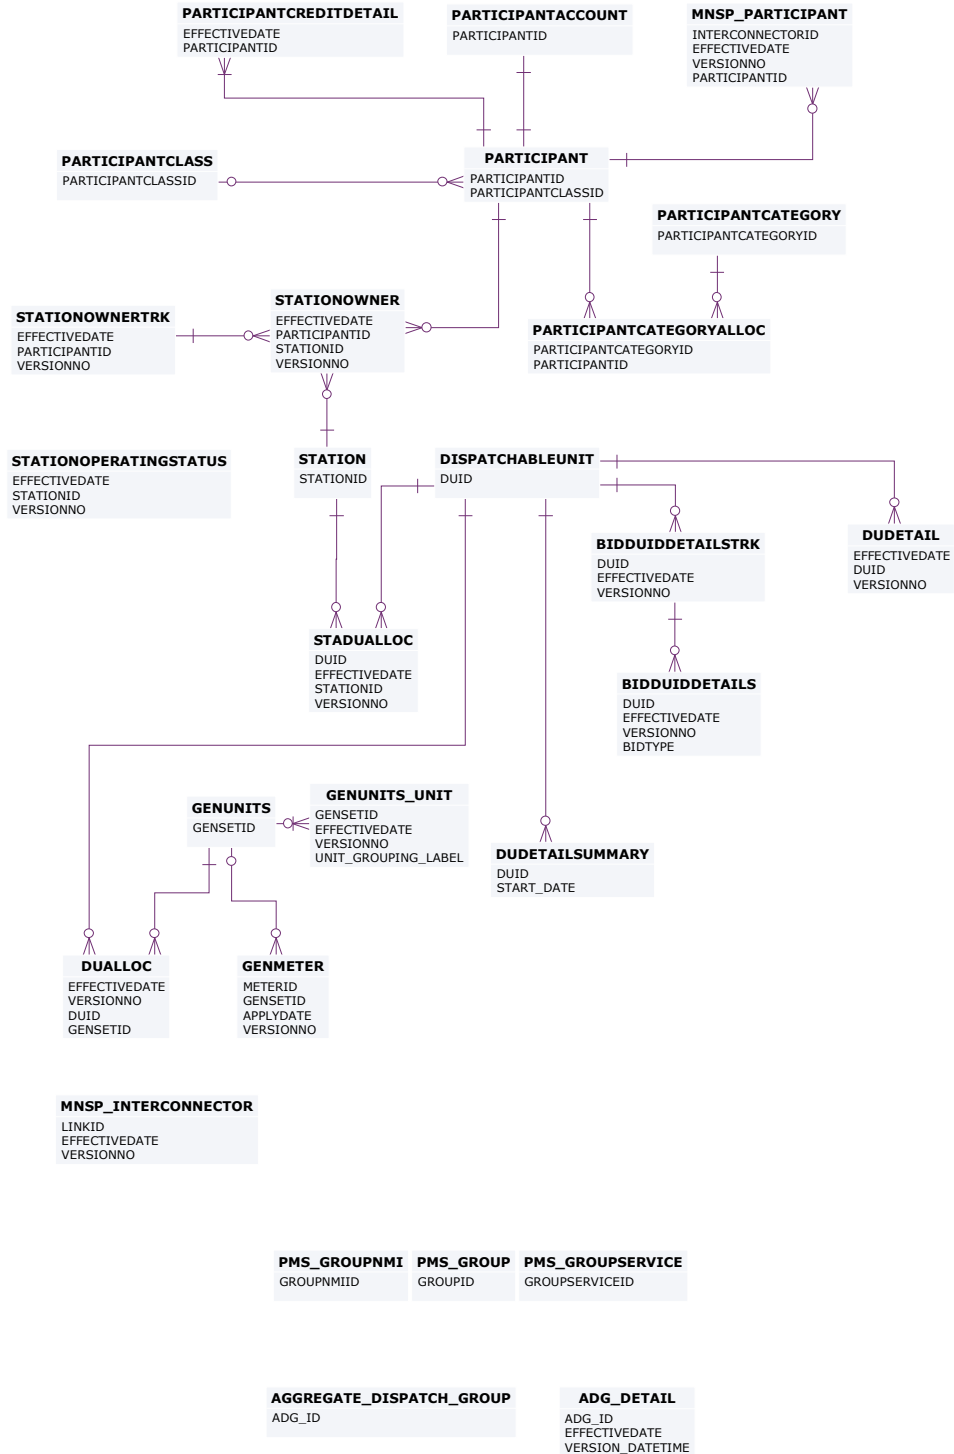 PARTICIPANTCREDITDETAIL
EFFECTIVEDATE
PARTICIPANTID
PARTICIPANTACCOUNT
PARTICIPANTID
MNSP_PARTICIPANT
INTERCONNECTORID
EFFECTIVEDATE
VERSIONNO
PARTICIPANTID
PARTICIPANTCLASS
PARTICIPANTCLASSID
PARTICIPANT
PARTICIPANTID
PARTICIPANTCLASSID
PARTICIPANTCATEGORY
PARTICIPANTCATEGORYID
STATIONOWNERTRK
EFFECTIVEDATE
PARTICIPANTID
VERSIONNO
STATIONOWNER
EFFECTIVEDATE
PARTICIPANTID
STATIONID
VERSIONNO
PARTICIPANTCATEGORYALLOC
PARTICIPANTCATEGORYID
PARTICIPANTID
STATIONOPERATINGSTATUS
EFFECTIVEDATE
STATIONID
VERSIONNO
STATION
STATIONID
DISPATCHABLEUNIT
DUID
BIDDUIDDETAILSTRK
DUID
EFFECTIVEDATE
VERSIONNO
DUDETAIL
EFFECTIVEDATE
DUID
VERSIONNO
STADUALLOC
DUID
EFFECTIVEDATE
STATIONID
VERSIONNO
BIDDUIDDETAILS
DUID
EFFECTIVEDATE
VERSIONNO
BIDTYPE
GENUNITS
GENSETID
GENUNITS_UNIT
GENSETID
EFFECTIVEDATE
VERSIONNO
UNIT_GROUPING_LABEL
DUDETAILSUMMARY
DUID
START_DATE
DUALLOC
EFFECTIVEDATE
VERSIONNO
DUID
GENSETID
GENMETER
METERID
GENSETID
APPLYDATE
VERSIONNO
MNSP_INTERCONNECTOR
LINKID
EFFECTIVEDATE
VERSIONNO
PMS_GROUPNMI
GROUPNMIID
PMS_GROUP
GROUPID
PMS_GROUPSERVICE
GROUPSERVICEID
AGGREGATE_DISPATCH_GROUP
ADG_ID
ADG_DETAIL
ADG_ID
EFFECTIVEDATE
VERSION_DATETIME